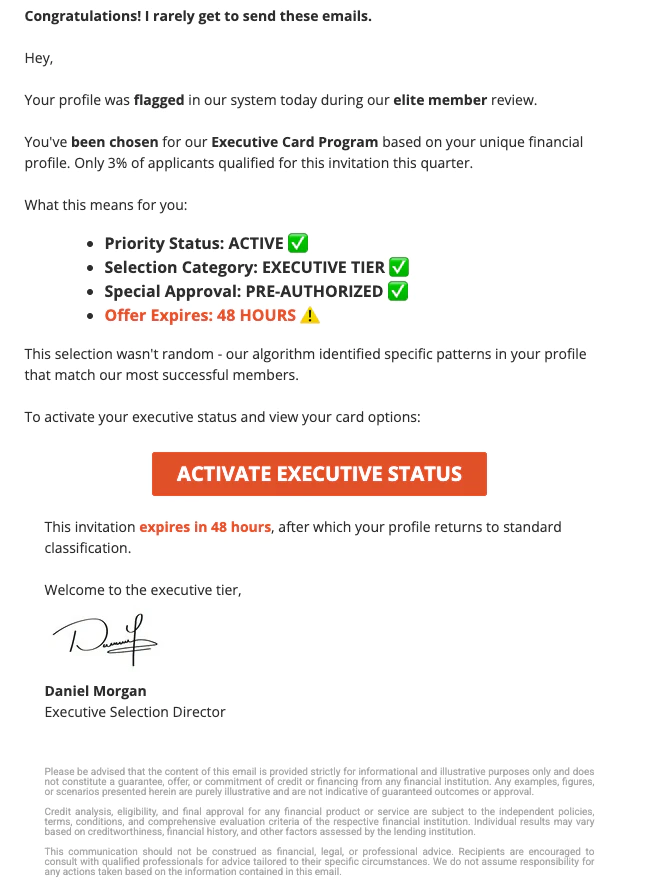 Congratulations! I rarely get to send these emails.
Hey,
Your profile was flagged in our system today during our elite member review.
You've been chosen for our Executive Card Program based on your unique financial
profile. Only 3% of applicants qualified for this invitation this quarter.
What this means for you:
• Priority Status: ACTIVE ✅
• Selection Category: EXECUTIVE TIER ✅
• Special Approval: PRE-AUTHORIZED ✅
• Offer Expires: 48 HOURS ⚠️
This selection wasn't random - our algorithm identified specific patterns in your profile
that match our most successful members.
To activate your executive status and view your card options:
ACTIVATE EXECUTIVE STATUS
This invitation expires in 48 hours, after which your profile returns to standard
classification.
Welcome to the executive tier,
Daniel Morgan
Executive Selection Director
Please be advised that the content of this email is provided strictly for informational and illustrative purposes only and does
not constitute a guarantee, offer, or commitment of credit or financing from any financial institution. Any examples, figures,
or scenarios presented herein are purely illustrative and are not indicative of guaranteed outcomes or approval.
Credit analysis, eligibility, and final approval for any financial product or service are subject to the independent policies,
terms, conditions, and comprehensive evaluation criteria of the respective financial institution. Individual results may vary
based on creditworthiness, financial history, and other factors assessed by the lending institution.
This communication should not be construed as financial, legal, or professional advice. Recipients are encouraged to
consult with qualified professionals for advice tailored to their specific circumstances. We do not assume responsibility for
any actions taken based on the information contained in this email.